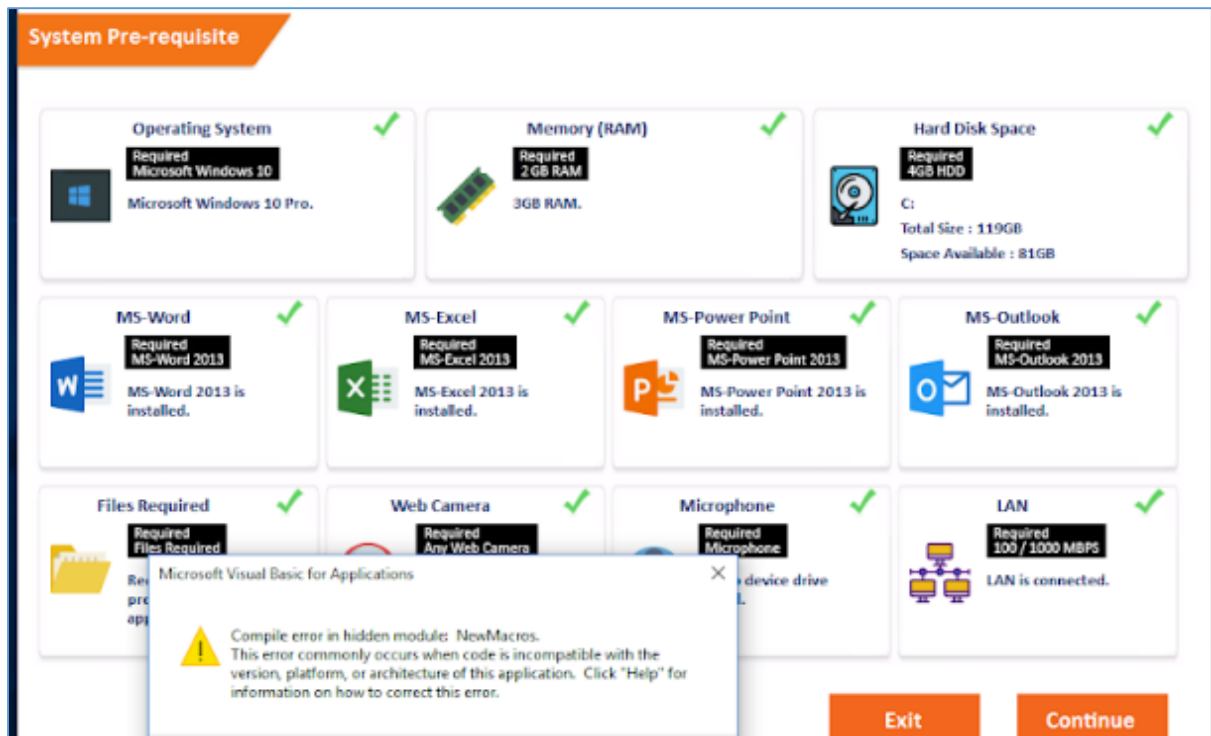 System Pre-requisite
Operating System
Required
Microsoft Windows 10
Microsoft Windows 10 Pro.
Memory (RAM)
Required
2GB RAM
3GB RAM.
Hard Disk Space
Required
4GB HDD
C:
Total Size : 119GB
Space Available : 81GB
MS-Word
Required
MS-Word 2013
MS-Word 2013 is
installed.
MS-Excel
Required
MS-Excel 2013
MS-Excel 2013 is
installed.
MS-Power Point
Required
MS-Power Point 2013
MS-Power Point 2013 is
installed.
MS-Outlook
Required
MS-Outlook 2013
MS-Outlook 2013 is
installed.
Files Required
Required
Files Required
Web Camera
Required
Any Web Camera
Microphone
Required
Microphone
device drive
LAN
Required
100 / 1000 MBPS
LAN is connected.
Microsoft Visual Basic for Applications
Compile error in hidden module: NewMacros.
This error commonly occurs when code is incompatible with the
version, platform, or architecture of this application. Click "Help" for
information on how to correct this error.
Exit
Continue